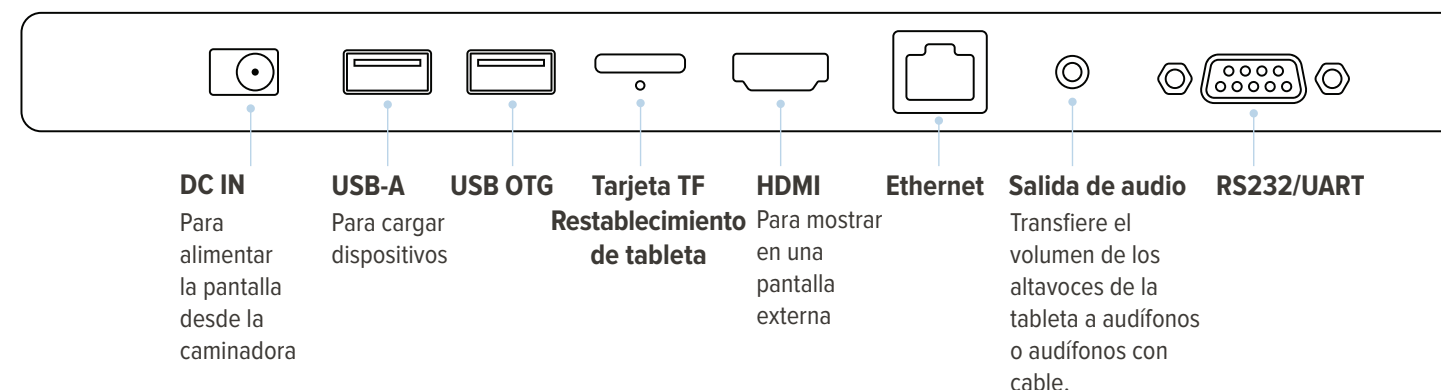 DC IN
Para
alimentar
la pantalla
desde la
caminadora
USB-A
Para cargar
dispositivos
USB OTG
Tarjeta TF
Restablecimiento
de tableta
HDMI
Para mostrar
en una
pantalla
externa
Ethernet
Salida de audio
Transfiere el
volumen de los
altavoces de la
tableta a audífonos
o audífonos con
cable.
RS232/UART